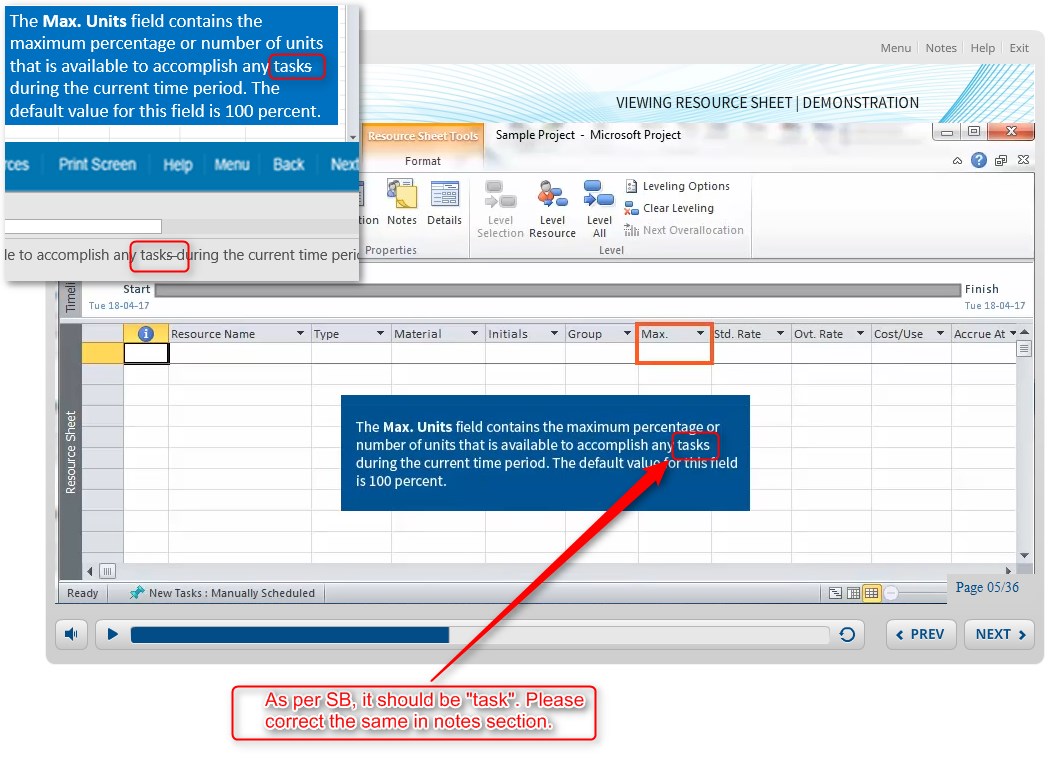 The Max. Units field contains the
maximum percentage or number of units
that is available to accomplish any tasks
during the current time period. The
default value for this field is 100 percent.
rces Print Screen Help Menu Back Next
le to accomplish any tasks during the current time perio
Menu Notes Help Exit
VIEWING RESOURCE SHEET | DEMONSTRATION
Resource Sheet Tools
Sample Project - Microsoft Project
Format
Notes Details
Properties
Level Selection
Level Resource
Level All
Leveling Options
Clear Leveling
Next Overallocation
Level
Timeli
Start
Tue 18-04-17
Finish
Tue 18-04-17
Resource Name Type Material Initials Group Max. Std. Rate Ovt. Rate Cost/Use Accrue At
Resource Sheet
The Max. Units field contains the maximum percentage or
number of units that is available to accomplish any tasks
during the current time period. The default value for this field
is 100 percent.
Ready New Tasks : Manually Scheduled
Page 05/36
PREV NEXT
As per SB, it should be "task". Please
correct the same in notes section.